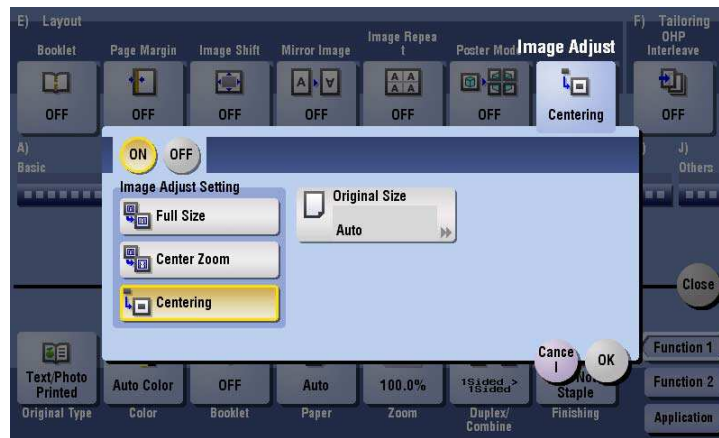 E) Layout
F) Tailoring
Booklet
Page Margin
Image Shift
Mirror Image
Image Repea
t
Poster Mode
Image Adjust
OHP
Interleave
OFF
OFF
OFF
OFF
OFF
OFF
Centering
OFF
A)
Basic
J)
Others
ON
OFF
Image Adjust Setting
Full Size
Center Zoom
Centering
Original Size
Auto
Close
Cance
l
OK
Text/Photo
Printed
Auto Color
OFF
Auto
100.0%
1Sided >
1Sided
Staple
Original Type
Color
Booklet
Paper
Zoom
Duplex/
Combine
Finishing
Function 1
Function 2
Application